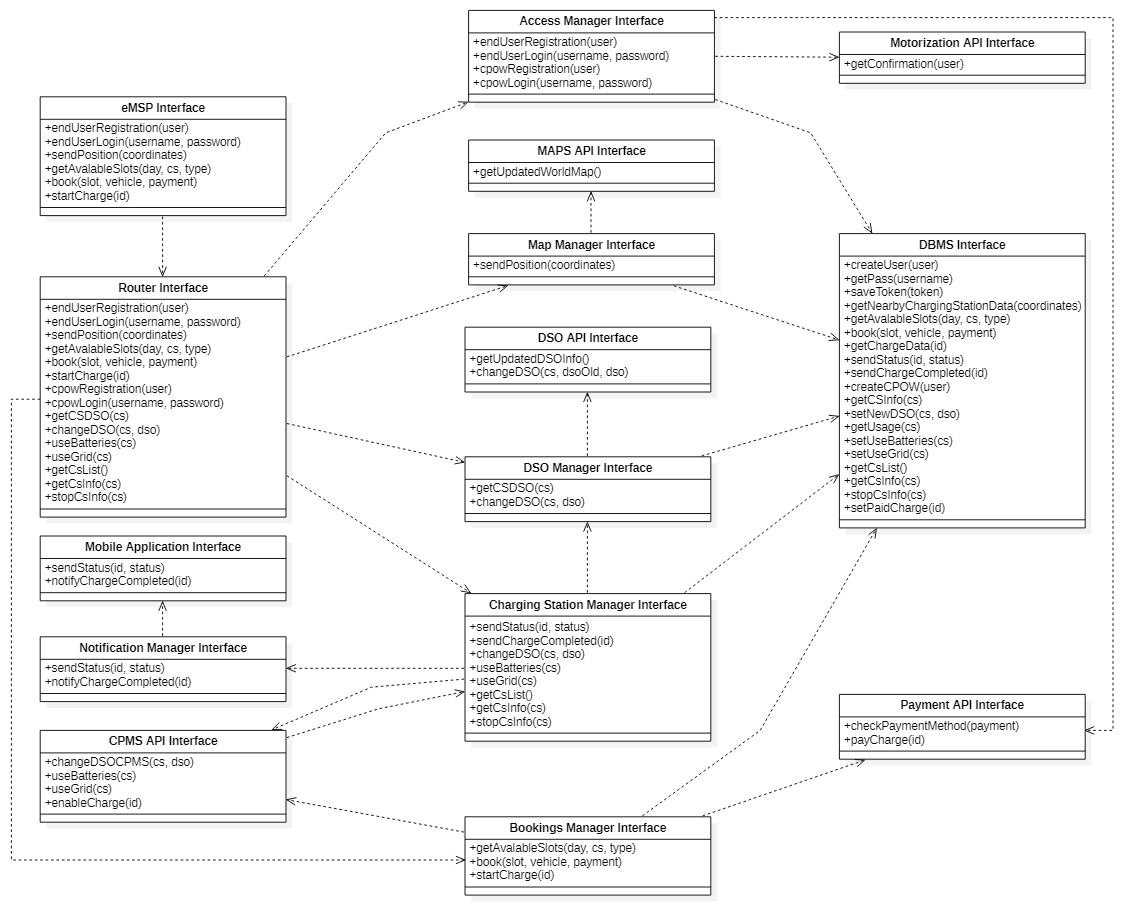 Access Manager Interface
+endUserRegistration(user)
+endUserLogin(username, password)
+cpowRegistration(user)
+cpowLogin(username, password)
Motorization API Interface
+getConfirmation(user)
eMSP Interface
+endUserRegistration(user)
+endUserLogin(username, password)
+sendPosition(coordinates)
+getAvalableSlots(day, cs, type)
+book(slot, vehicle, payment)
+startCharge(id)
MAPS API Interface
+getUpdatedWorldMap()
Map Manager Interface
+sendPosition(coordinates)
DBMS Interface
+createUser(user)
+getPass(username)
+saveToken(token)
+getNearbyChargingStationData(coordinates)
+getAvalableSlots(day, cs, type)
+book(slot, vehicle, payment)
+getChargeData(id)
+sendStatus(id, status)
+sendChargeCompleted(id)
+createCPOW(user)
+getCSInfo(cs)
+setNewDSO(cs, dso)
+getUsage(cs)
+setUseBatteries(cs)
+setUseGrid(cs)
+getCsList()
+getCsInfo(cs)
+stopCsInfo(cs)
+setPaidCharge(id)
Router Interface
+endUserRegistration(user)
+endUserLogin(username, password)
+sendPosition(coordinates)
+getAvalableSlots(day, cs, type)
+book(slot, vehicle, payment)
+startCharge(id)
+cpowRegistration(user)
+cpowLogin(username, password)
+getCSDSO(cs)
+changeDSO(cs, dso)
+useBatteries(cs)
+useGrid(cs)
+getCsList()
+getCsInfo(cs)
+stopCsInfo(cs)
DSO API Interface
+getUpdatedDSOInfo()
+changeDSO(cs, dsoOld, dso)
DSO Manager Interface
+getCSDSO(cs)
+changeDSO(cs, dso)
Mobile Application Interface
+sendStatus(id, status)
+notifyChargeCompleted(id)
Charging Station Manager Interface
+sendStatus(id, status)
+sendChargeCompleted(id)
+changeDSO(cs, dso)
+useBatteries(cs)
+useGrid(cs)
+getCsList()
+getCsInfo(cs)
+stopCsInfo(cs)
Notification Manager Interface
+sendStatus(id, status)
+notifyChargeCompleted(id)
Payment API Interface
+checkPaymentMethod(payment)
+payCharge(id)
CPMS API Interface
+changeDSOCPMS(cs, dso)
+useBatteries(cs)
+useGrid(cs)
+enableCharge(id)
Bookings Manager Interface
+getAvalableSlots(day, cs, type)
+book(slot, vehicle, payment)
+startCharge(id)